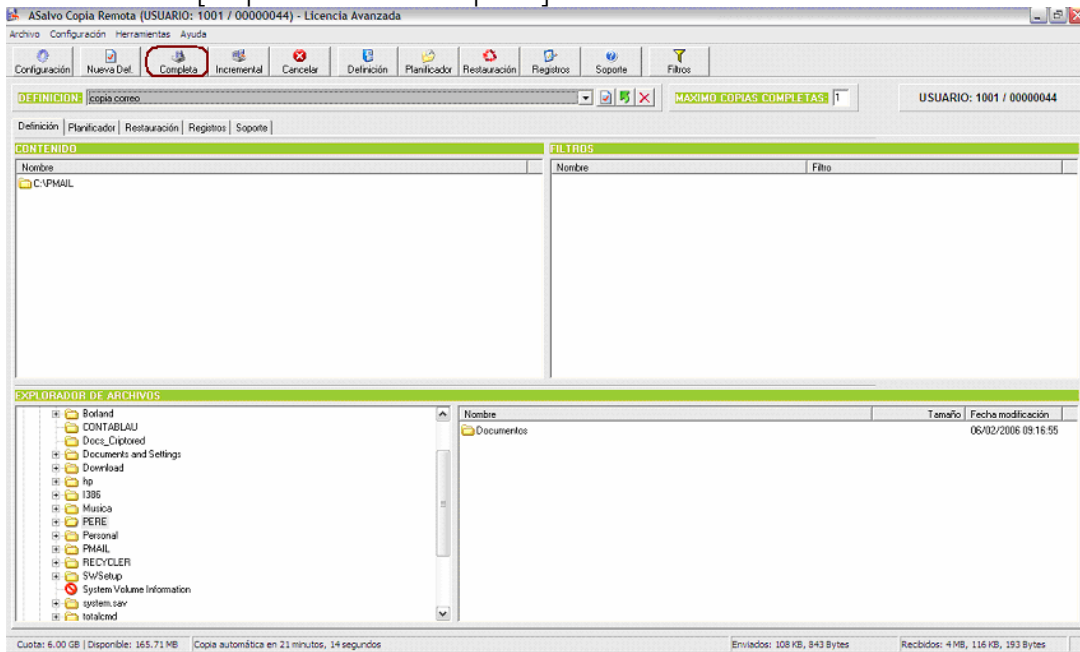 ASalvo Copia Remota (USUARIO: 1001 / 00000044) - Licencia Avanzada
Archivo Configuración Herramientas Ayuda
Configuración Nueva Def. Completa Incremental Cancelar Definición Planificador Restauración Registros Soporte Filtros
DEFINICION: copia correo MAXIMO COPIAS COMPLETAS: 1 USUARIO: 1001 / 00000044
Definición Planificador Restauración Registros Soporte
CONTENIDO FILTROS
Nombre Nombre Filtro
C:\PMAIL
EXPLORADOR DE ARCHIVOS
Borland
CONTABLAU
Docs_Criptored
Documents and Settings
Download
hp
I386
Musica
PERE
Personal
PMAIL
RECYCLER
SWSetup
System Volume Information
system.sav
totalcmd
Nombre Tamaño Fecha modificación
Documentos 06/02/2006 09:16:55
Cuota: 6.00 GB | Disponible: 165.71 MB Copia automática en 21 minutos, 14 segundos Enviados: 108 KB, 843 Bytes Recibidos: 4 MB, 116 KB, 193 Bytes